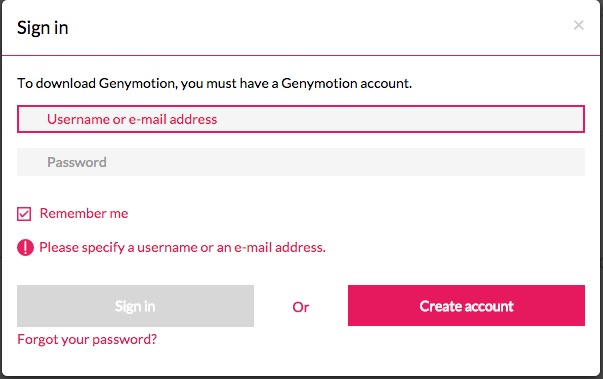 Sign in
To download Genymotion, you must have a Genymotion account.
Username or e-mail address
Password
Remember me
Please specify a username or an e-mail address.
Sign in
Or
Create account
Forgot your password?